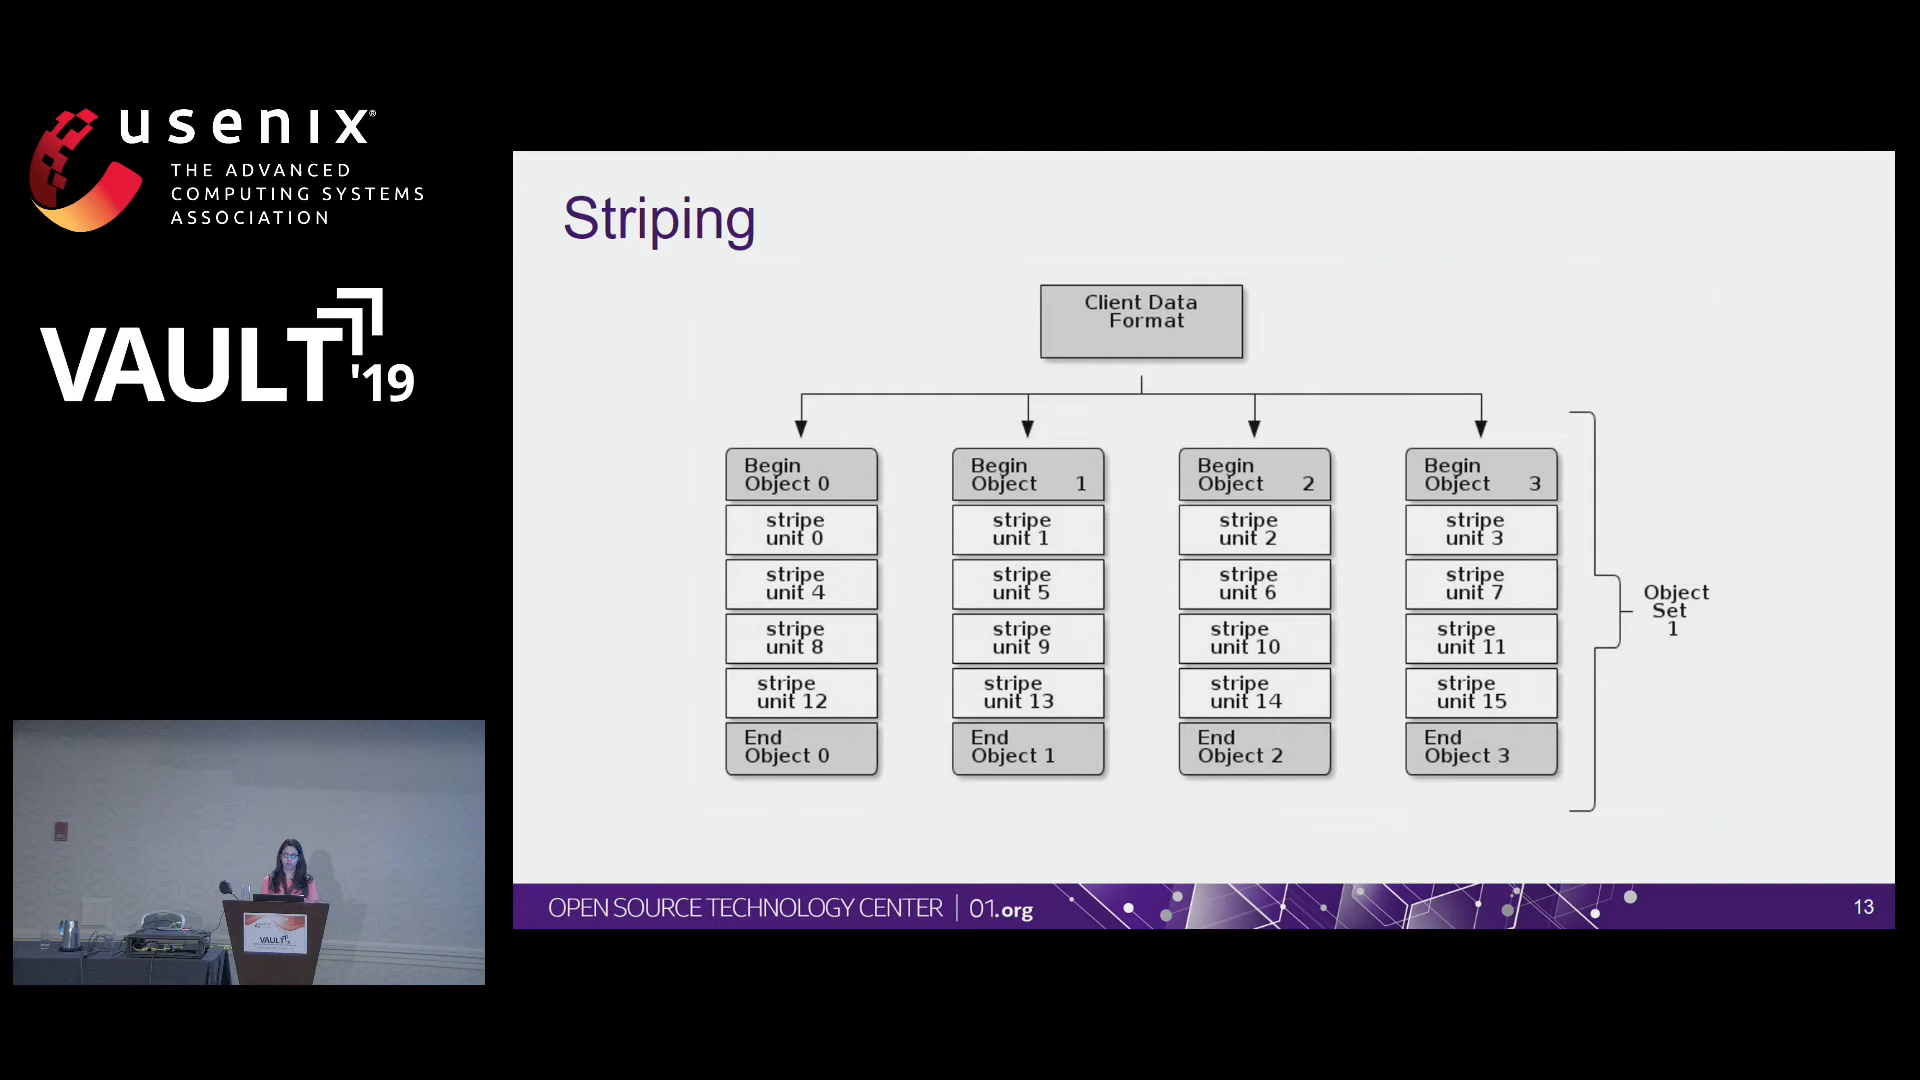 usenix®
THE ADVANCED
COMPUTING SYSTEMS
ASSOCIATION
VAULT '19
Striping
Client Data
Format
Begin
Object 0
stripe
unit 0
stripe
unit 4
stripe
unit 8
stripe
unit 12
End
Object 0
Begin
Object 1
stripe
unit 1
stripe
unit 5
stripe
unit 9
stripe
unit 13
End
Object 1
Begin
Object 2
stripe
unit 2
stripe
unit 6
stripe
unit 10
stripe
unit 14
End
Object 2
Begin
Object 3
stripe
unit 3
stripe
unit 7
stripe
unit 11
stripe
unit 15
End
Object 3
Object
Set
1
OPEN SOURCE TECHNOLOGY CENTER | 01.org
13
VAULT